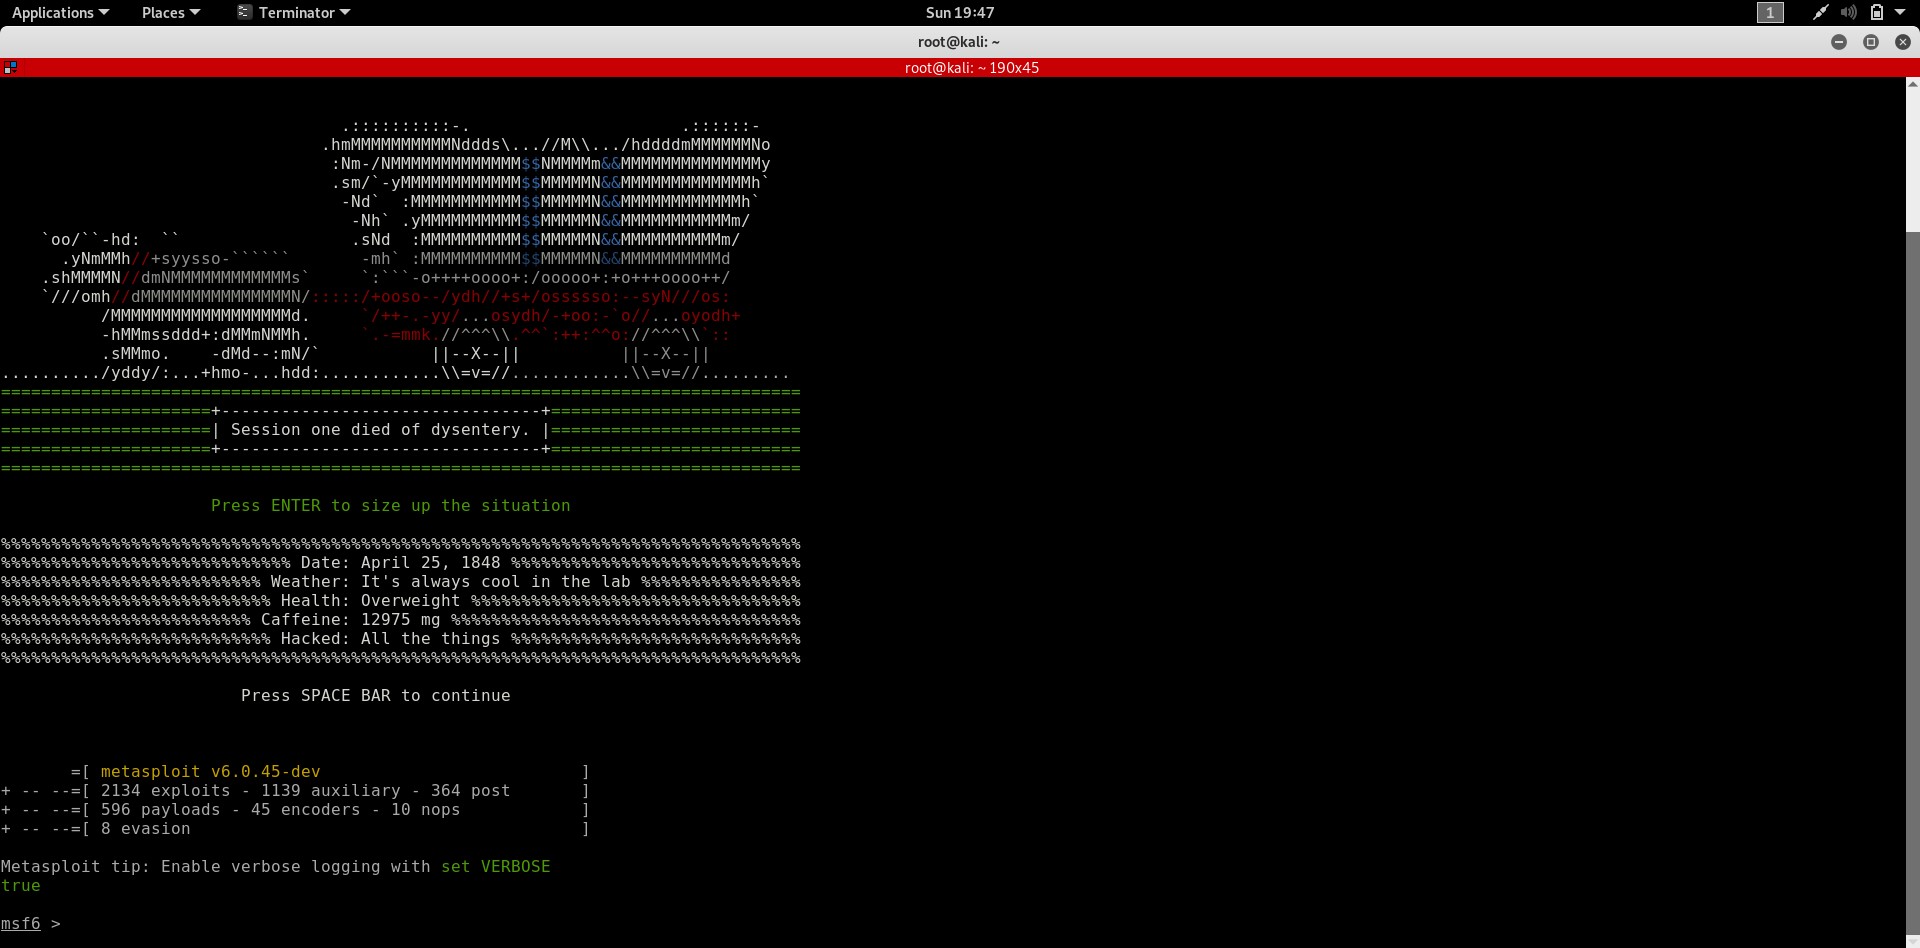 Applications Places Terminator Sun 19:47 1
root@kali: ~
root@kali: ~ 190x45
          .::::::::::-.                     .::::::-
        .hmMMMMMMMMMMNddds\...//M\\.../hddddmMMMMMMNo
         :Nm-/NMMMMMMMMMMMMM$$NMMMMm&&MMMMMMMMMMMMMMy
         .sm/`-yMMMMMMMMMMMM$$MMMMMN&&MMMMMMMMMMMMMh`
          -Nd`  :MMMMMMMMMMM$$MMMMMN&&MMMMMMMMMMMMh`
           -Nh` .yMMMMMMMMMM$$MMMMMN&&MMMMMMMMMMMm/
    `oo/``-hd:  ``                 .sNd  :MMMMMMMMMM$$MMMMMN&&MMMMMMMMMMm/
      .yNmMMh//+syysso-``````       -mh` :MMMMMMMMMM$$MMMMMN&&MMMMMMMMMMd
    .shMMMMN//dmNMMMMMMMMMMMMs`     `:```-o++++oooo+:/ooooo+:+o+++oooo++/
    `///omh//dMMMMMMMMMMMMMMMN/:::::/+ooso--/ydh//+s+/ossssso:--syN///os:
          /MMMMMMMMMMMMMMMMMMd.     `/++-.-yy/...osydh/-+oo:-`o//...oyodh+
          -hMMmssddd+:dMMmNMMh.     `.-=mmk.//^^^\\.^^`:++:^^o://^^^\\`::
          .sMMmo.    -dMd--:mN/`           ||--X--||          ||--X--||
........../yddy/:...+hmo-...hdd:............\\=v=//............\\=v=//.........
================================================================================
=====================+--------------------------------+=========================
=====================| Session one died of dysentery. |=========================
=====================+--------------------------------+=========================
================================================================================
Press ENTER to size up the situation
%%%%%%%%%%%%%%%%%%%%%%%%%%%%%%%%%%%%%%%%%%%%%%%%%%%%%%%%%%%%%%%%%%%%%%%%%%%%%%%%
%%%%%%%%%%%%%%%%%%%%%%%%%%%%% Date: April 25, 1848 %%%%%%%%%%%%%%%%%%%%%%%%%%%%%
%%%%%%%%%%%%%%%%%%%%%%%%%% Weather: It's always cool in the lab %%%%%%%%%%%%%%%%
%%%%%%%%%%%%%%%%%%%%%%%%%%% Health: Overweight %%%%%%%%%%%%%%%%%%%%%%%%%%%%%%%%%
%%%%%%%%%%%%%%%%%%%%%%%%% Caffeine: 12975 mg %%%%%%%%%%%%%%%%%%%%%%%%%%%%%%%%%%%
%%%%%%%%%%%%%%%%%%%%%%%%%%% Hacked: All the things %%%%%%%%%%%%%%%%%%%%%%%%%%%%%
%%%%%%%%%%%%%%%%%%%%%%%%%%%%%%%%%%%%%%%%%%%%%%%%%%%%%%%%%%%%%%%%%%%%%%%%%%%%%%%%
Press SPACE BAR to continue
       =[ metasploit v6.0.45-dev                          ]
+ -- --=[ 2134 exploits - 1139 auxiliary - 364 post       ]
+ -- --=[ 596 payloads - 45 encoders - 10 nops            ]
+ -- --=[ 8 evasion                                       ]
Metasploit tip: Enable verbose logging with set VERBOSE
true
msf6 >